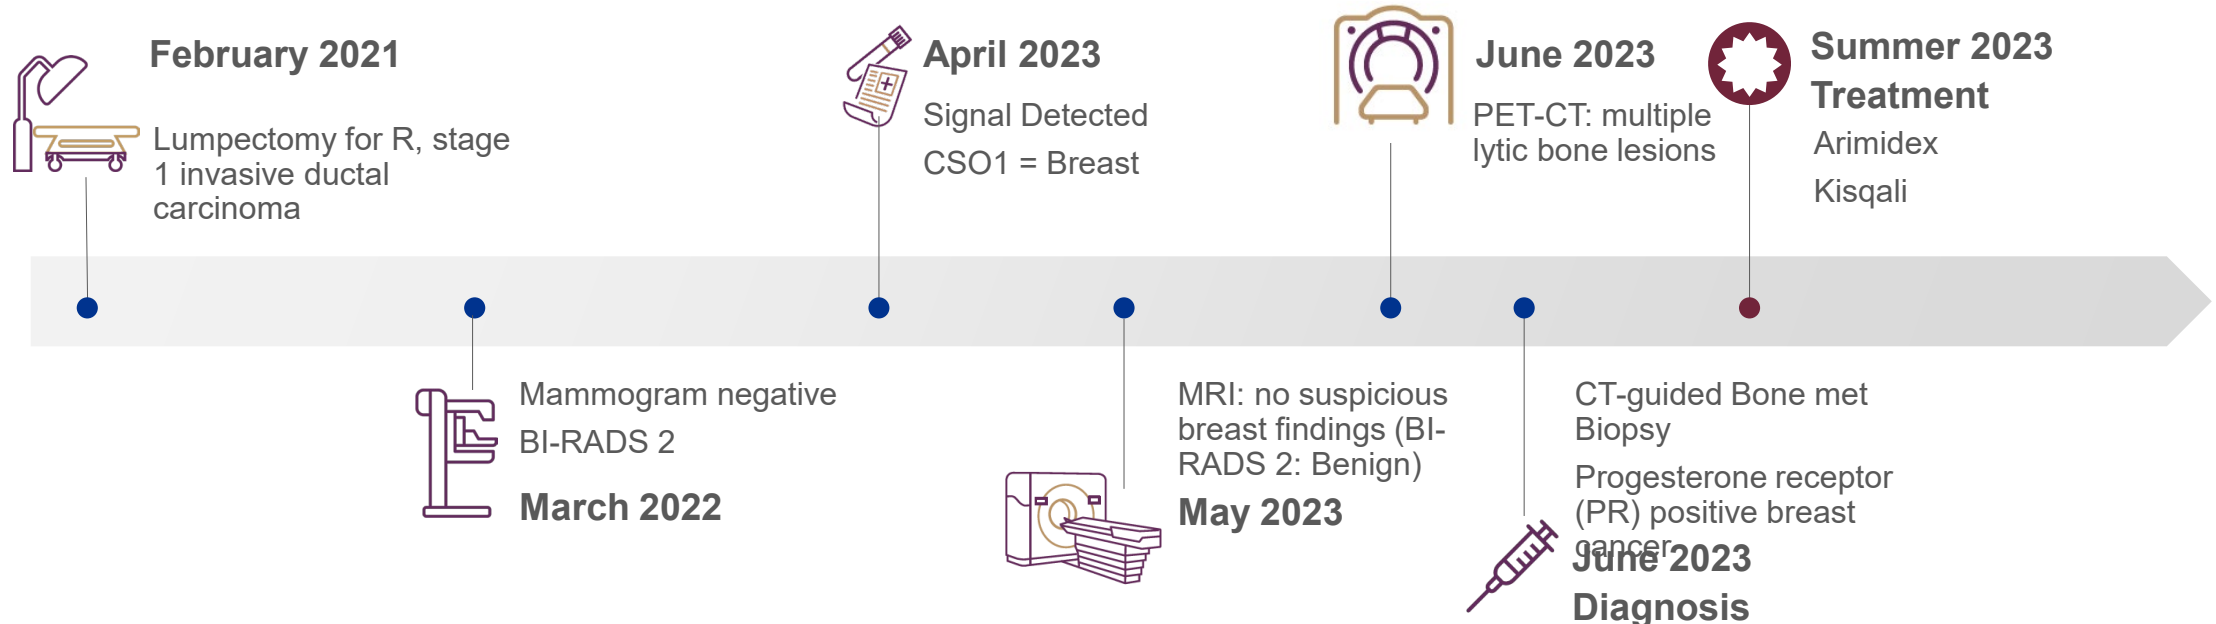 February 2021
Lumpectomy for R, stage
1 invasive ductal
carcinoma
Mammogram negative
BI-RADS 2
March 2022
April 2023
Signal Detected
CSO1 = Breast
MRI: no suspicious
breast findings (BI-
RADS 2: Benign)
May 2023
June 2023
PET-CT: multiple
lytic bone lesions
CT-guided Bone met
Biopsy
Progesterone receptor
(PR) positive breast
cancer
June 2023
Diagnosis
Summer 2023
Treatment
Arimidex
Kisqali